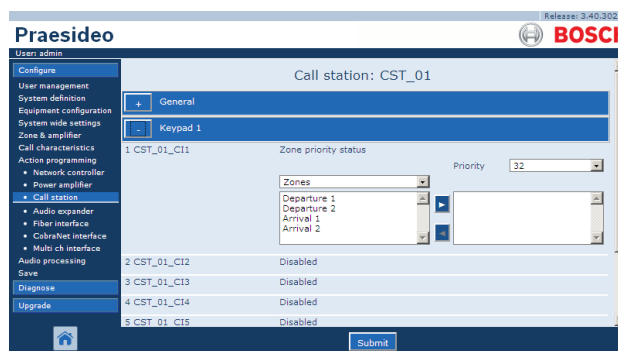 Release: 3.40.302
Praesideo
BOSCH
User: admin
Configure
User management
System definition
Equipment configuration
System wide settings
Zone & amplifier
Call characteristics
Action programming
• Network controller
• Power amplifier
• Call station
• Audio expander
• Fiber interface
• CobraNet interface
• Multi ch interface
Audio processing
Save
Diagnose
Upgrade
Call station: CST_01
+ General
- Keypad 1
1 CST_01_CI1 Zone priority status
Priority 32
Zones
Departure 1
Departure 2
Arrival 1
Arrival 2
2 CST_01_CI2 Disabled
3 CST_01_CI3 Disabled
4 CST_01_CI4 Disabled
5 CST_01_CI5 Disabled
Submit